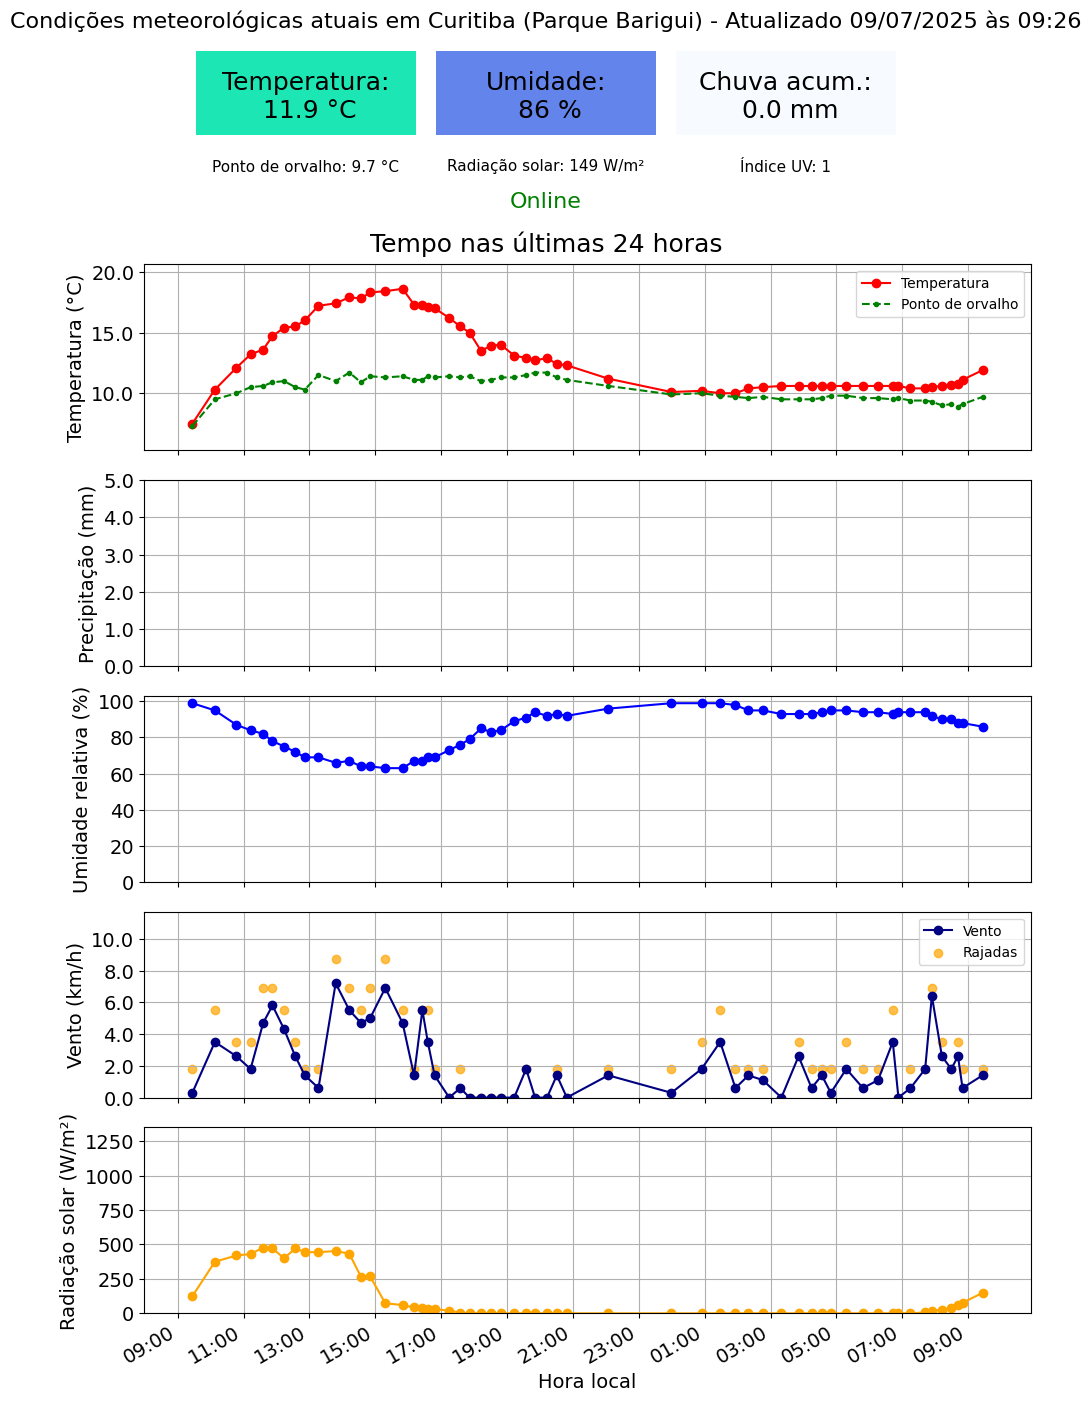 Condições meteorológicas atuais em Curitiba (Parque Barigui) - Atualizado 09/07/2025 às 09:26
Temperatura:
11.9 °C
Umidade:
86 %
Chuva acum.:
0.0 mm
Ponto de orvalho: 9.7 °C
Radiação solar: 149 W/m²
Índice UV: 1
Online
Tempo nas últimas 24 horas
Temperatura (°C)
20.0
15.0
10.0
Temperatura
Ponto de orvalho
Precipitação (mm)
5.0
4.0
3.0
2.0
1.0
0.0
Umidade relativa (%)
100
80
60
40
20
0
Vento (km/h)
10.0
8.0
6.0
4.0
2.0
0.0
Vento
Rajadas
Radiação solar (W/m²)
1250
1000
750
500
250
0
09:00
11:00
13:00
15:00
17:00
19:00
21:00
23:00
01:00
03:00
05:00
07:00
09:00
Hora local